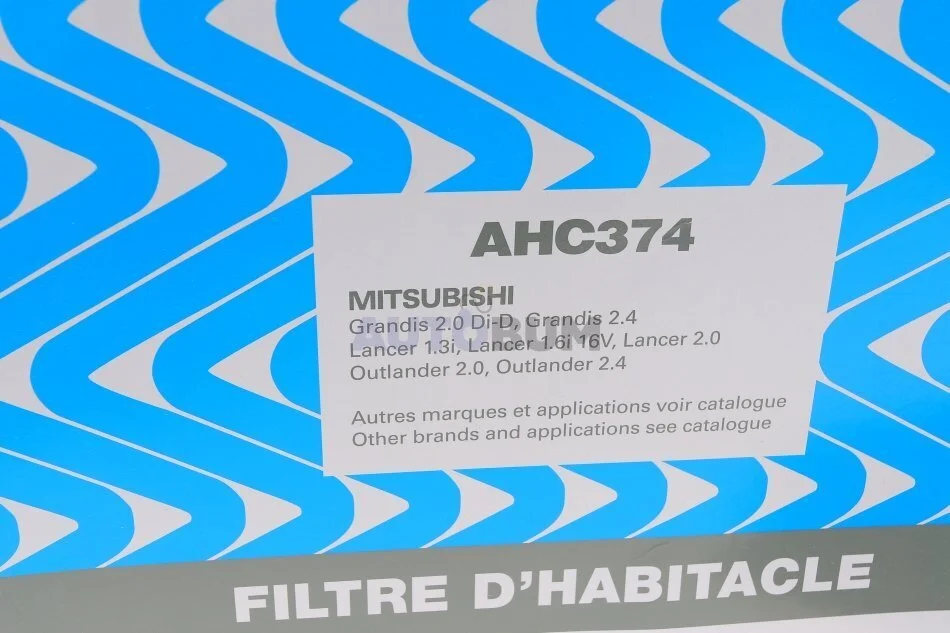 AHC374
MITSUBISHI
Grandis 2.0 Di-D, Grandis 2.4
AUTORUM
Lancer 1.3i, Lancer 1.6i 16V, Lancer 2.0
Outlander 2.0, Outlander 2.4
Autres marques et applications voir catalogue
Other brands and applications see catalogue
FILTRE D'HABITACLE